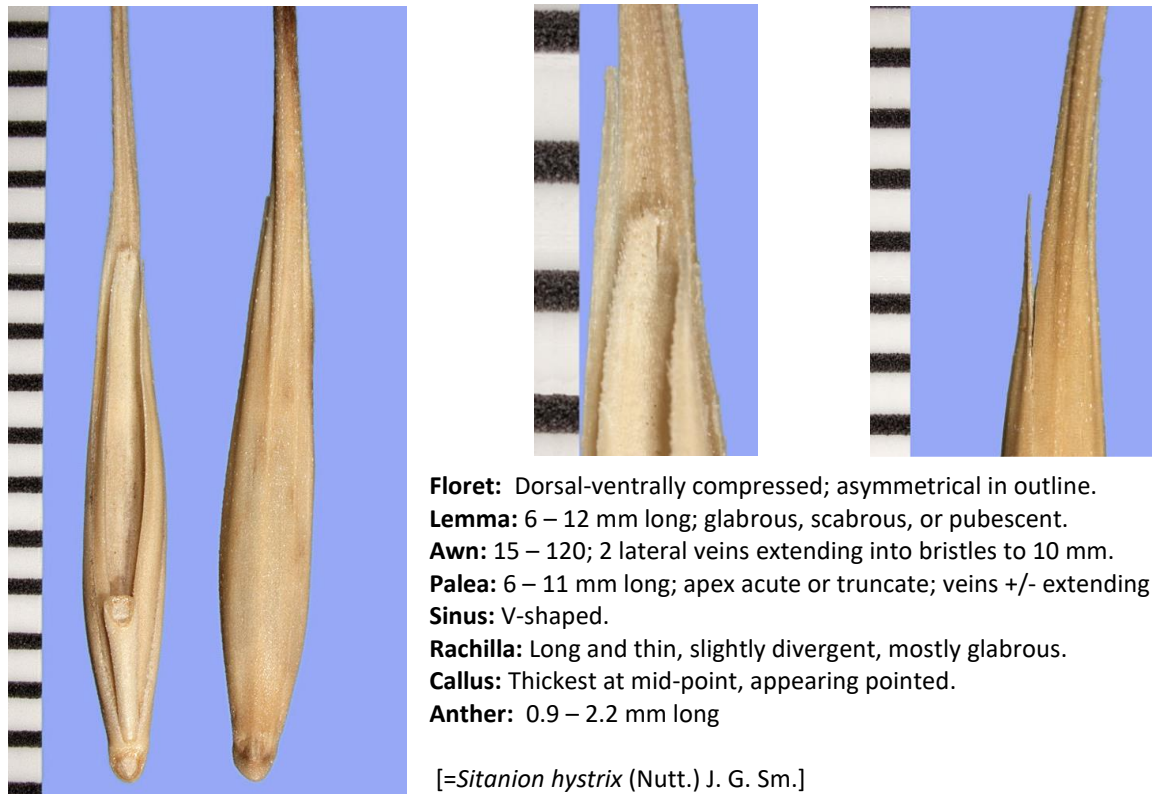 Floret: Dorsal-ventrally compressed; asymmetrical in outline.
Lemma: 6 – 12 mm long; glabrous, scabrous, or pubescent.
Awn: 15 – 120; 2 lateral veins extending into bristles to 10 mm.
Palea: 6 – 11 mm long; apex acute or truncate; veins +/- extending
Sinus: V-shaped.
Rachilla: Long and thin, slightly divergent, mostly glabrous.
Callus: Thickest at mid-point, appearing pointed.
Anther: 0.9 – 2.2 mm long
[=Sitanion hystrix (Nutt.) J. G. Sm.]